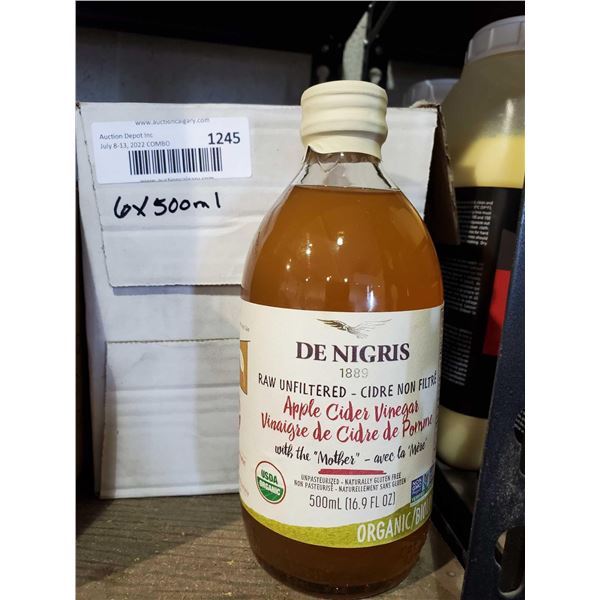 www.auctioncalgary.com
Auction Depot Inc
July 8-13, 2022 COMBO
1245
6x500ml
DE NIGRIS
1889
RAW UNFILTERED - CIDRE NON FILTRÉ
Apple Cider Vinegar
Vinaigre de Cidre de Pomme
with the "Mother" - avec la "Mère"
UNPASTEURIZED - NATURALLY GLUTEN FREE
NON PASTEURISÉ - NATURELLEMENT SANS GLUTEN
USDA
ORGANIC
500mL (16.9 FL OZ)
ORGANIC/BIO